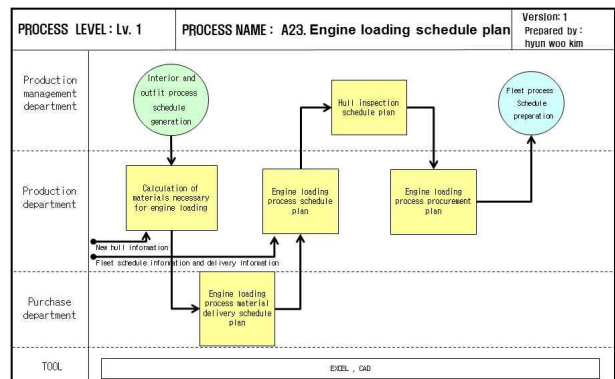 PROCESS LEVEL: Lv. 1
PROCESS NAME : A23. Engine loading schedule plan
Version: 1
Prepared by :
hyun woo kim
Production
management
department
Interior and
outfit process
schedule
generation
Hull inspection
schedule plan
Fleet process
Schedule
preparation
Production
department
Calculation of
materials necessary
for engine loading
Engine loading
process schedule
plan
Engine loading
process procurement
plan
New hull information
Fleet schedule information and delivery information
Purchase
department
Engine loading
process material
delivery schedule
plan
TOOL
EXCEL , CAD